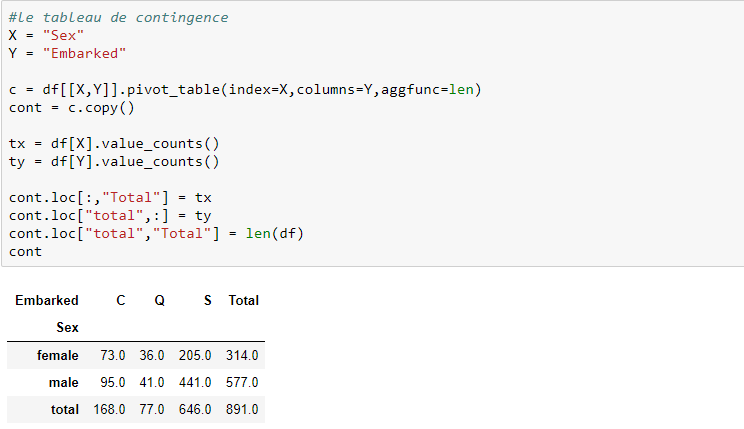 #le tableau de contingence
X = "Sex"
Y = "Embarked"
c = df[[X,Y]].pivot_table(index=X,columns=Y,aggfunc=len)
cont = c.copy()
tx = df[X].value_counts()
ty = df[Y].value_counts()
cont.loc[:,"Total"] = tx
cont.loc["total",:] = ty
cont.loc["total","Total"] = len(df)
cont
Embarked C Q S Total
Sex
female 73.0 36.0 205.0 314.0
male 95.0 41.0 441.0 577.0
total 168.0 77.0 646.0 891.0